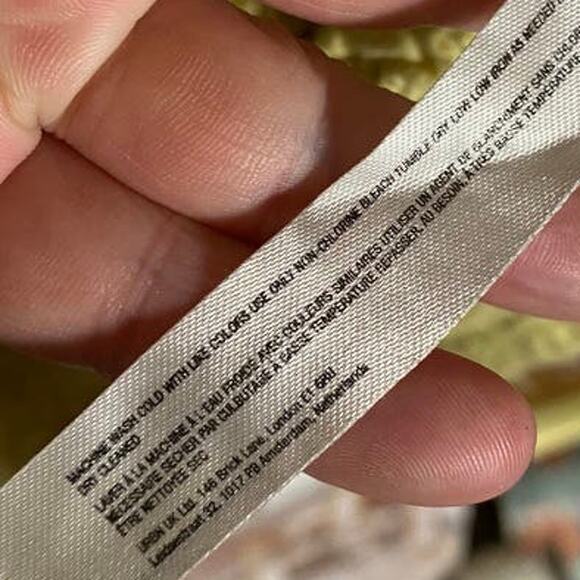 MACHINE WASH COLD WITH LIKE COLORS USE ONLY NON-CHLORINE BLEACH TUMBLE DRY LOW LOW IRON AS NEEDED
DRY CLEANED
LAVER À LA MACHINE À L'EAU FROIDE AVEC COULEURS SIMILAIRES UTILISER UN AGENT DE BLANCHIMENT SANS CHLORE
NÉCESSAIRE SÉCHER PAR CULBUTAGE À BASSE TEMPÉRATURE REPASSER, AU BESOIN, À TRÈS BASSE TEMPÉRATURE
ÊTRE NETTOYÉE SEC
URBN UK Ltd. 146 Brick Lane, London E1 6RU
Leidsestraat 32, 1017 PB Amsterdam, Netherlands